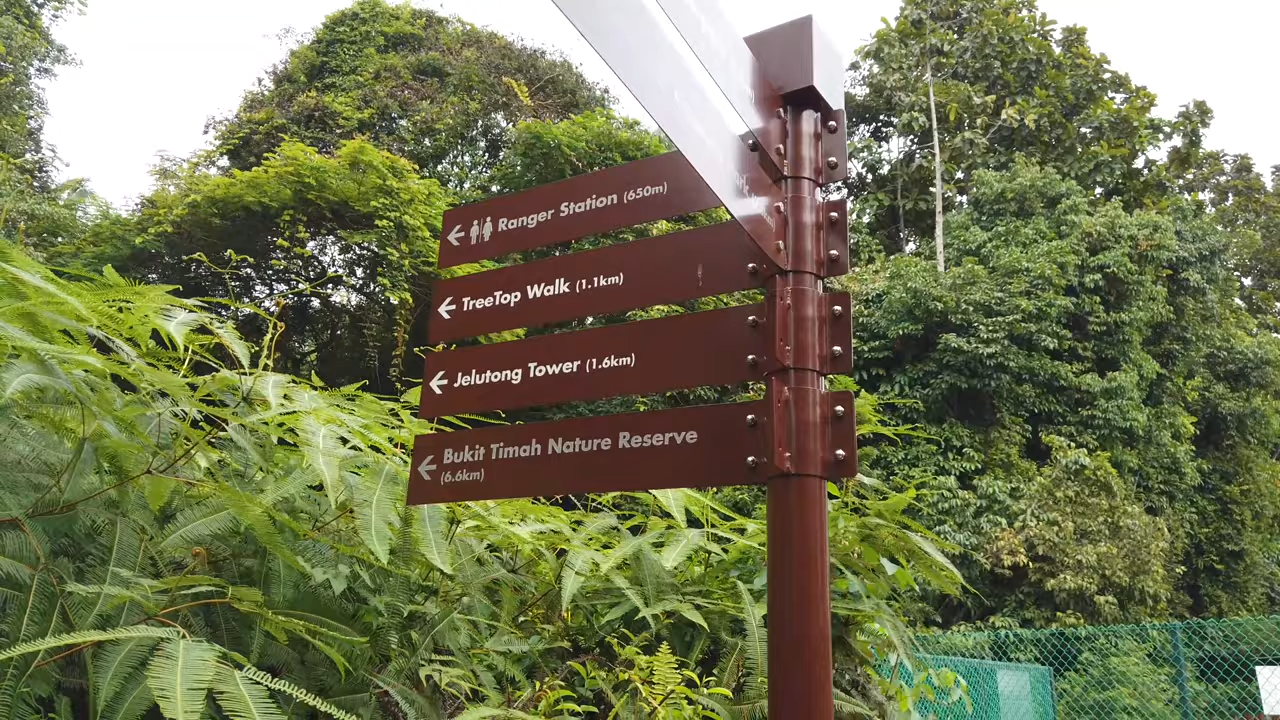 Ranger Station (650m)
TreeTop Walk (1.1km)
Jelutong Tower (1.6km)
Bukit Timah Nature Reserve
(6.6km)